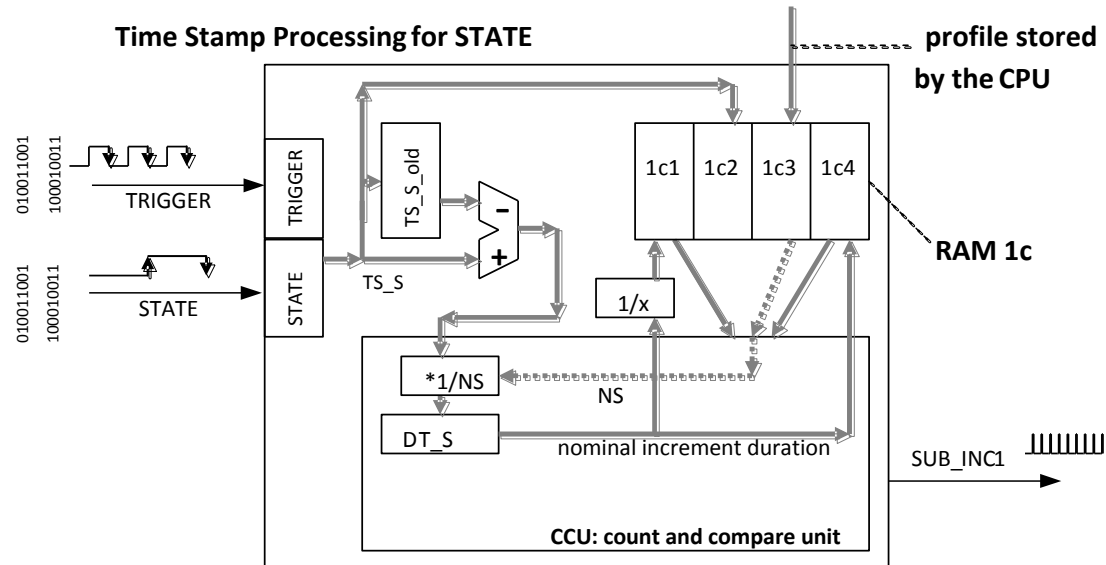 Time Stamp Processing for STATE
profile stored
by the CPU
010011001
100010011
TRIGGER
TRIGGER
TS_S_old
-
+
1c1
1c2
1c3
1c4
RAM 1c
TS_S
010011001
100010011
STATE
STATE
1/x
*1/NS
NS
DT_S
nominal increment duration
SUB_INC1
CCU: count and compare unit